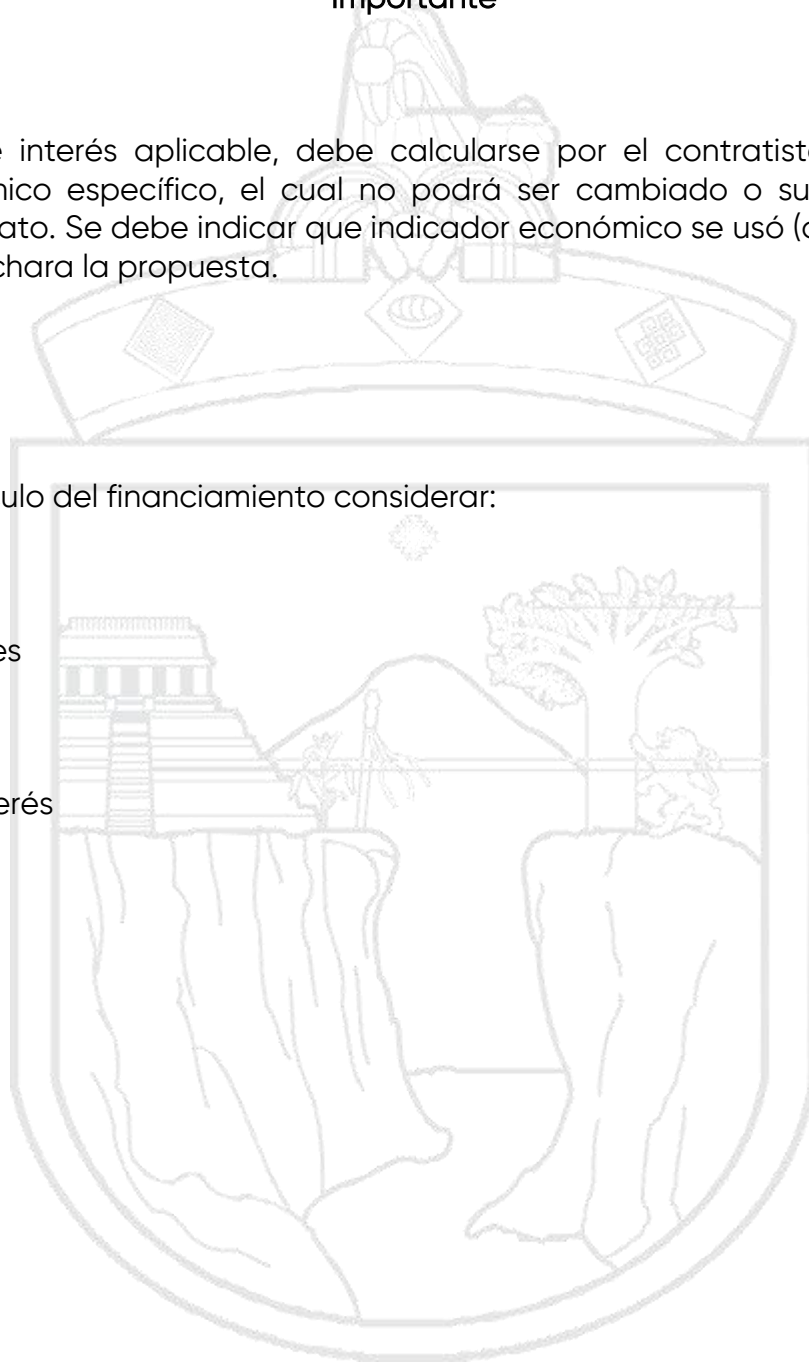 Importante
interés aplicable, debe calcularse por el contratista
específico, el cual no podrá ser cambiado o su
ato. Se debe indicar que indicador económico se usó (
chara la propuesta.
ulo del financiamiento considerar:
es
erés